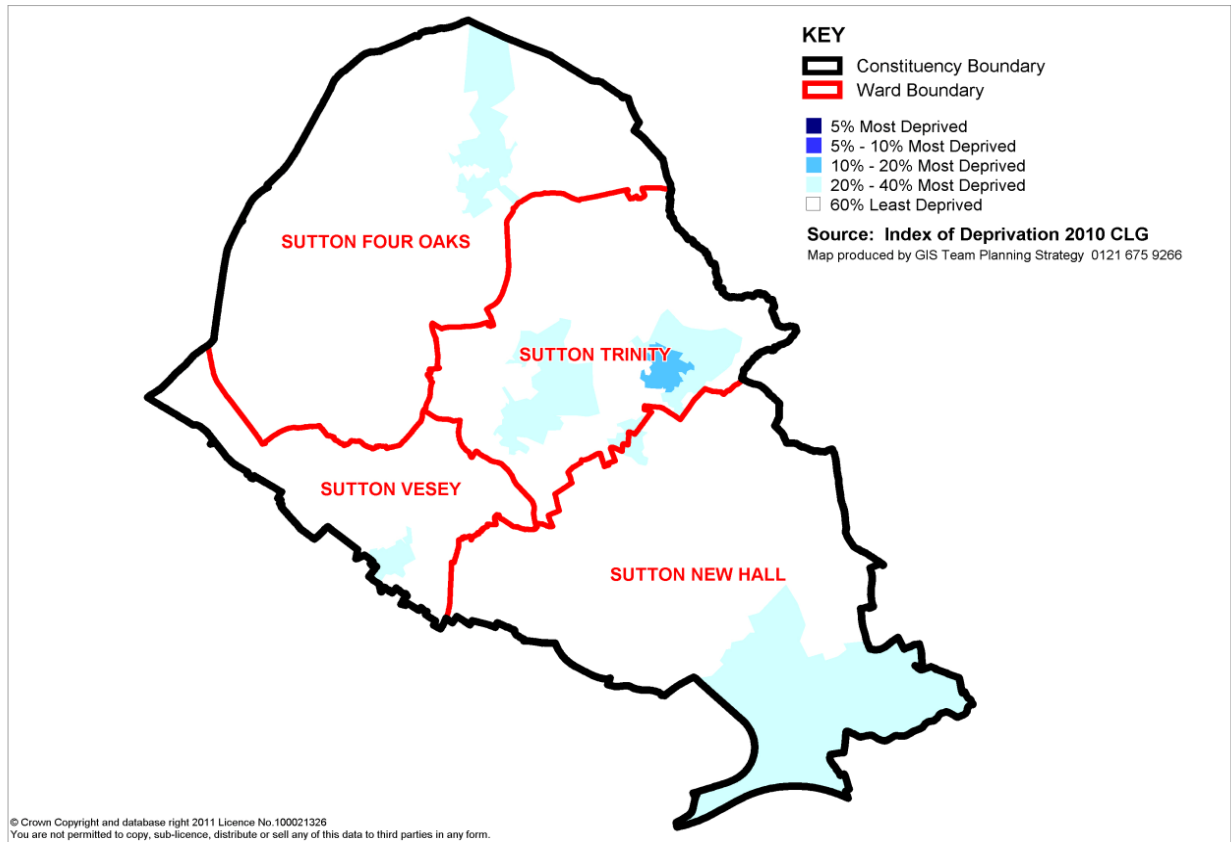 KEY
Constituency Boundary
Ward Boundary
5% Most Deprived
5% - 10% Most Deprived
10% - 20% Most Deprived
20% - 40% Most Deprived
60% Least Deprived
Source: Index of Deprivation 2010 CLG
Map produced by GIS Team Planning Strategy 0121 675 9266
SUTTON FOUR OAKS
SUTTON TRINITY
SUTTON VESEY
SUTTON NEW HALL
© Crown Copyright and database right 2011 Licence No.100021326
You are not permitted to copy, sub-licence, distribute or sell any of this data to third parties in any form.